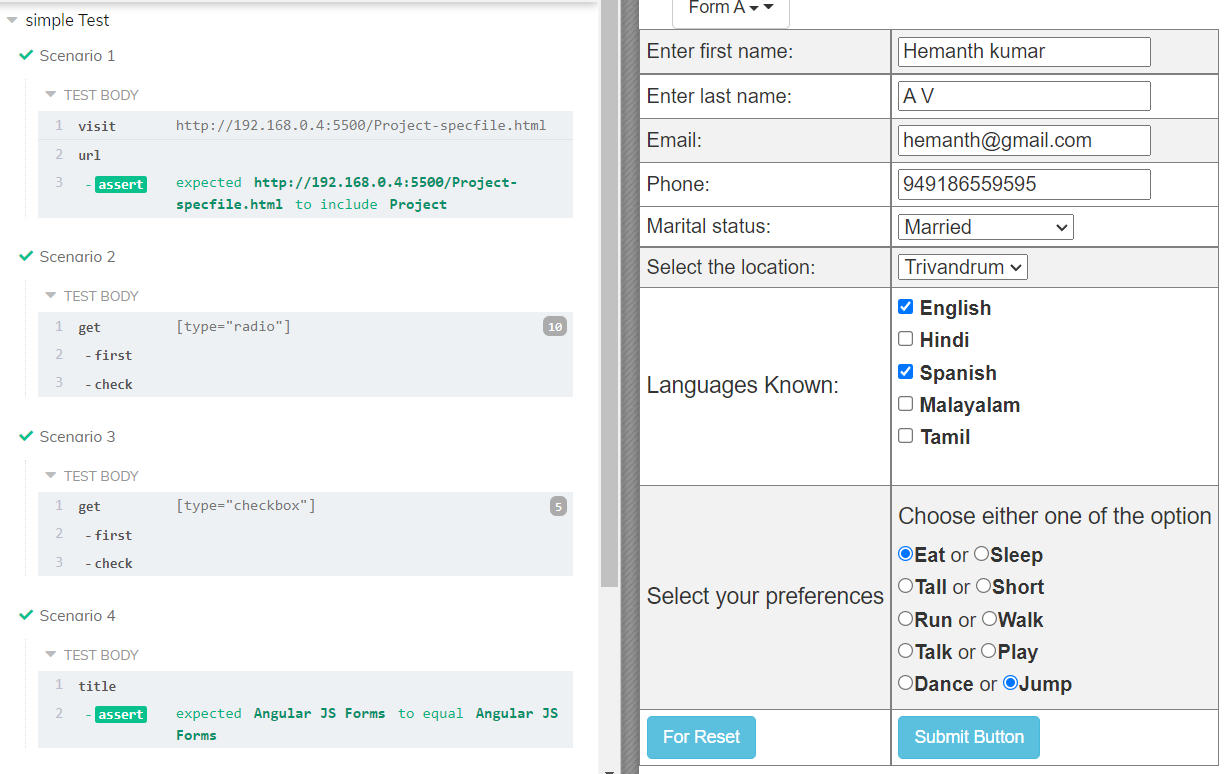 simple Test
Scenario 1
TEST BODY
1 visit http://192.168.0.4:5500/Project-specfile.html
2 url
3 -assert expected http://192.168.0.4:5500/Project-
specfile.html to include Project
Scenario 2
TEST BODY
1 get [type="radio"] 10
2 -first
3 -check
Scenario 3
TEST BODY
1 get [type="checkbox"] 5
2 -first
3 -check
Scenario 4
TEST BODY
1 title
2 -assert expected Angular JS Forms to equal Angular JS
Forms
Form A
Enter first name: Hemanth kumar
Enter last name: A V
Email: hemanth@gmail.com
Phone: 949186559595
Marital status: Married
Select the location: Trivandrum
Languages Known:
English
Hindi
Spanish
Malayalam
Tamil
Select your preferences
Choose either one of the option
Eat or Sleep
Tall or Short
Run or Walk
Talk or Play
Dance or Jump
For Reset Submit Button